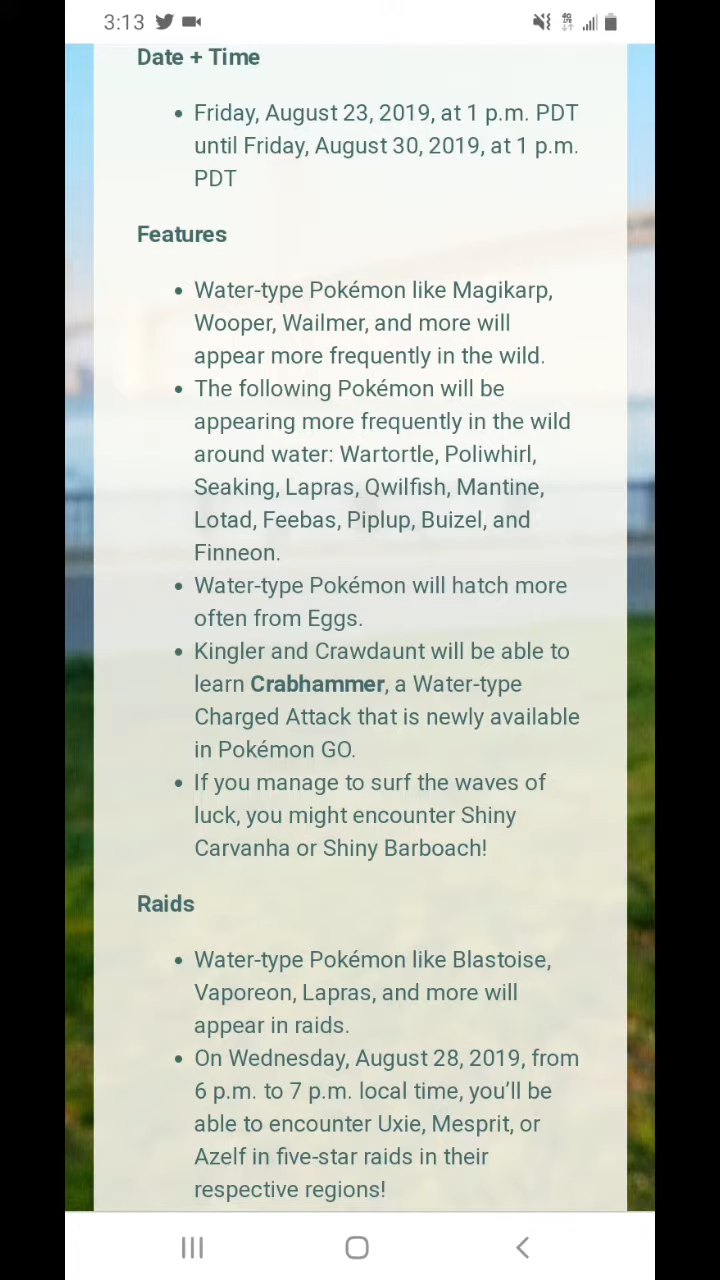 3:13
4G
LTE
Date + Time
• Friday, August 23, 2019, at 1 p.m. PDT
until Friday, August 30, 2019, at 1 p.m.
PDT
Features
• Water-type Pokémon like Magikarp,
Wooper, Wailmer, and more will
appear more frequently in the wild.
• The following Pokémon will be
appearing more frequently in the wild
around water: Wartortle, Poliwhirl,
Seaking, Lapras, Qwilfish, Mantine,
Lotad, Feebas, Piplup, Buizel, and
Finneon.
• Water-type Pokémon will hatch more
often from Eggs.
• Kingler and Crawdaunt will be able to
learn Crabhammer, a Water-type
Charged Attack that is newly available
in Pokémon GO.
• If you manage to surf the waves of
luck, you might encounter Shiny
Carvanha or Shiny Barboach!
Raids
• Water-type Pokémon like Blastoise,
Vaporeon, Lapras, and more will
appear in raids.
• On Wednesday, August 28, 2019, from
6 p.m. to 7 p.m. local time, you’ll be
able to encounter Uxie, Mesprit, or
Azelf in five-star raids in their
respective regions!